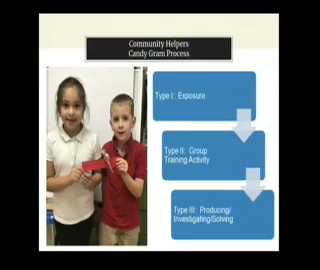 Community Helpers
Candy Gram Process
Type I: Exposure
Type II: Group
Training Activity
Type III: Producing/
Investigating/Solving